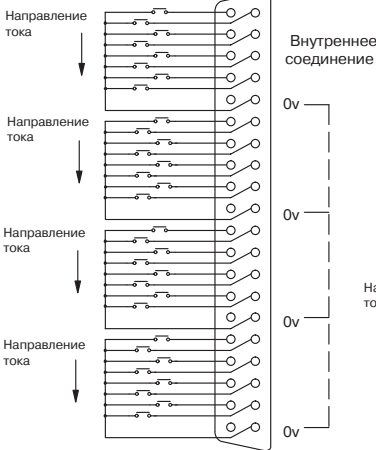 Направление
тока
Внутреннее
соединение
0v
Направление
тока
0v
Направление
тока
0v
Направление
тока
0v